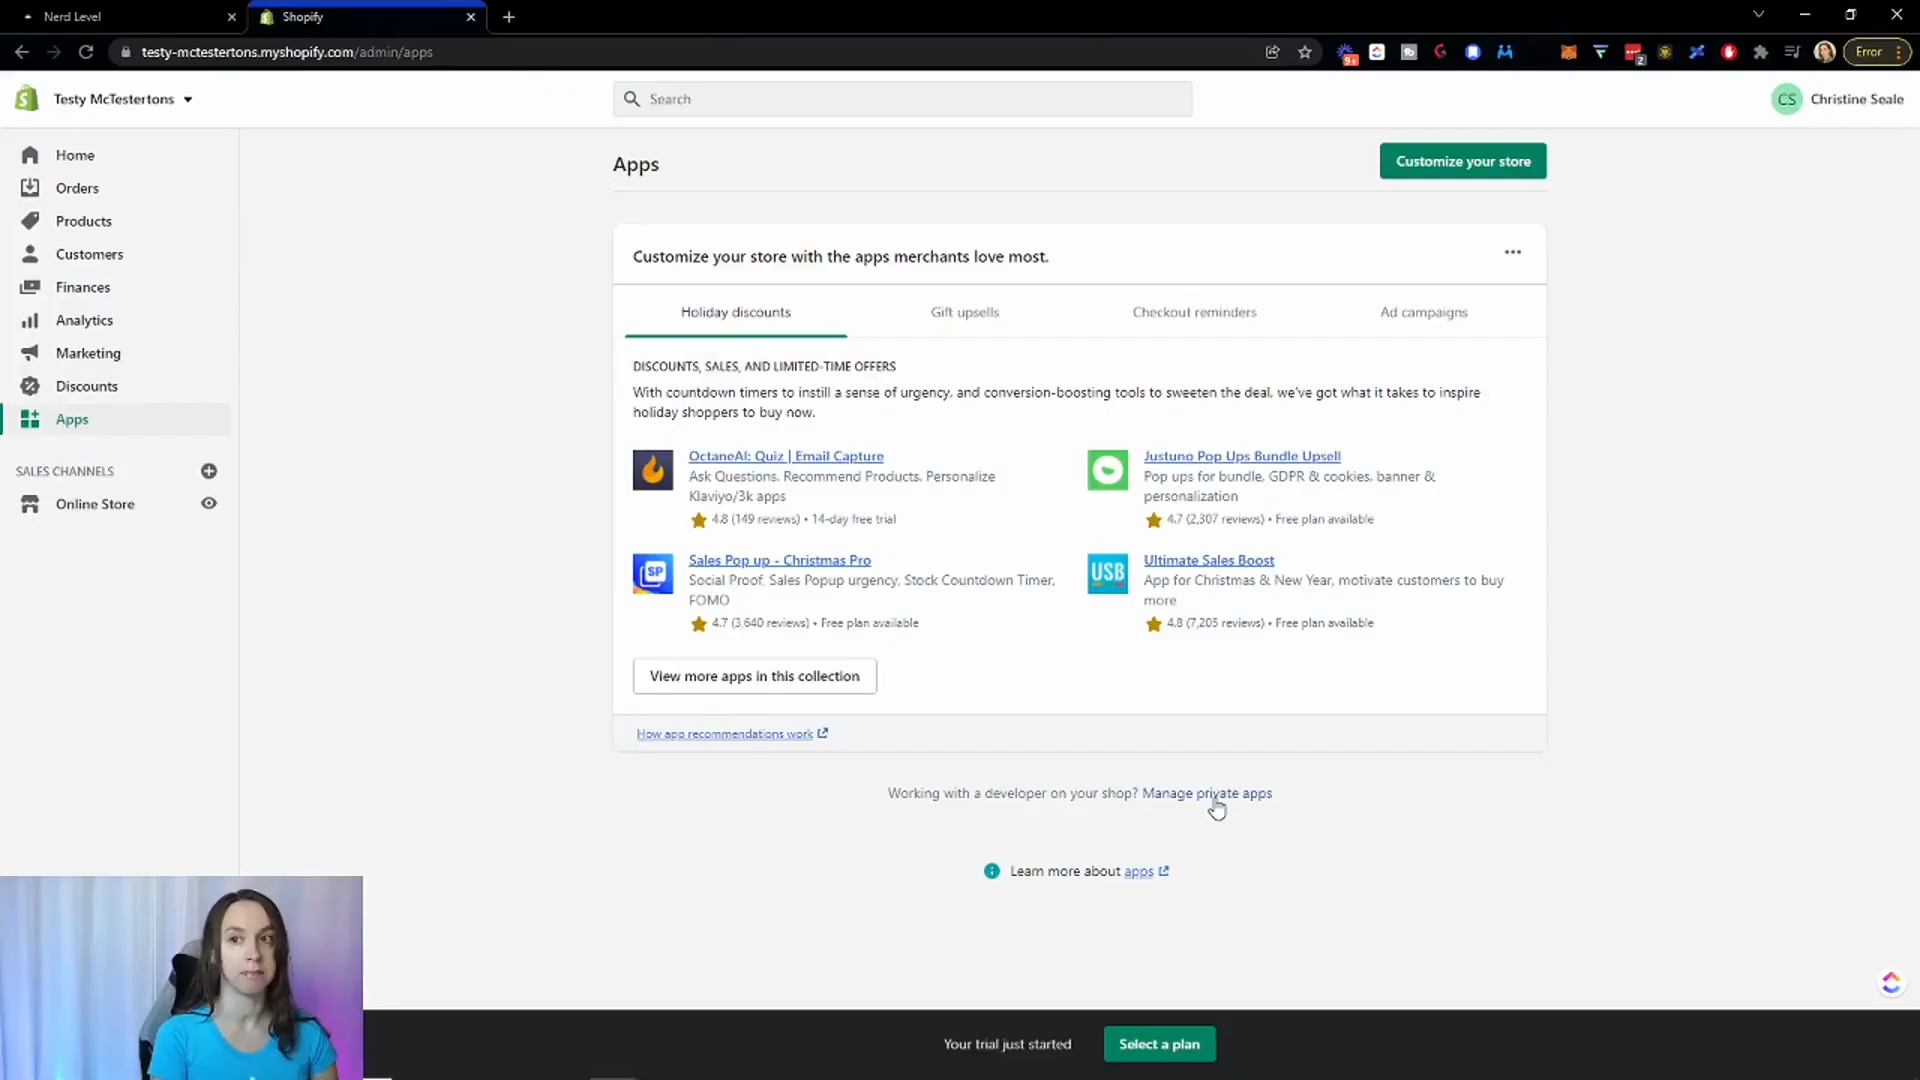 Nerd Level
Shopify
testy-mctestertons.myshopify.com/admin/apps
9+
2
Error
Testy McTestertons
Search
CS
Christine Seale
Home
Orders
Products
Customers
Finances
Analytics
Marketing
Discounts
Apps
SALES CHANNELS
Online Store
Apps
Customize your store
Customize your store with the apps merchants love most.
Holiday discounts
Gift upsells
Checkout reminders
Ad campaigns
DISCOUNTS, SALES, AND LIMITED-TIME OFFERS
With countdown timers to instill a sense of urgency, and conversion-boosting tools to sweeten the deal, we've got what it takes to inspire
holiday shoppers to buy now.
OctaneAI: Quiz | Email Capture
Ask Questions, Recommend Products, Personalize
Klaviyo/3k apps
4.8 (149 reviews) • 14-day free trial
Justuno Pop Ups Bundle Upsell
Pop ups for bundle, GDPR & cookies, banner &
personalization
4.7 (2,307 reviews) • Free plan available
SP
Sales Pop up - Christmas Pro
Social Proof, Sales Popup urgency, Stock Countdown Timer,
FOMO
4.7 (3,640 reviews) • Free plan available
USB
Ultimate Sales Boost
App for Christmas & New Year, motivate customers to buy
more
4.8 (7,205 reviews) • Free plan available
View more apps in this collection
How app recommendations work
Working with a developer on your shop? Manage private apps
Learn more about apps
Your trial just started
Select a plan